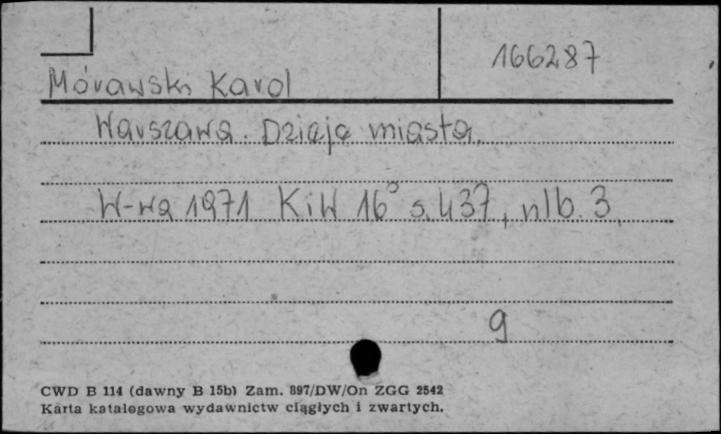 166287
Mórawski Karol
Warszawa. Dzieje miasta.
W-wa 1971 KiW 16° s. 437, nlb. 3.
9
CWD B 114 (dawny B 15b) Zam. 897/DW/On ZGG 2542
Karta katalogowa wydawnictw ciągłych i zwartych.